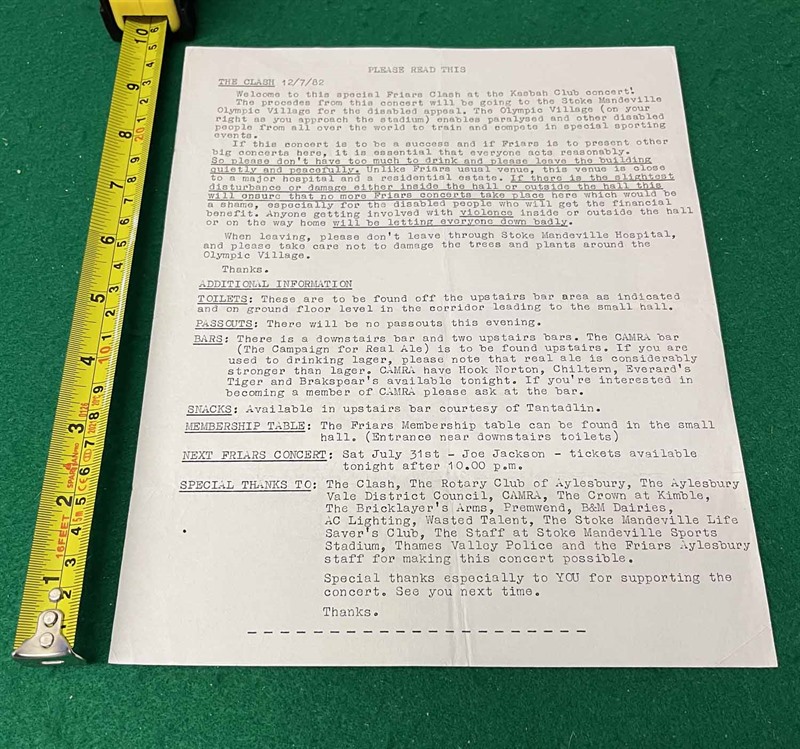 PLEASE READ THIS
THE CLASH 12/7/82
Welcome to this special Friars Clash at the Kasbah Club concert!
The procedes from this concert will be going to the Stoke Mandeville
Olympic Village for the disabled appeal. The Olympic Village (on your
right as you approach the stadium) enables paralysed and other disabled
people from all over the world to train and compete in special sporting
events.
If this concert is to be a success and if Friars is to present other
big concerts here, it is essential that everyone acts reasonably.
So please don't have too much to drink and please leave the building
quietly and peacefully. Unlike Friars usual venue, this venue is close
to a major hospital and a residential estate. If there is the slightest
disturbance or damage either inside the hall or outside the hall this
will ensure that no more Friars concerts take place here which would be
a shame, especially for the disabled people who will get the financial
benefit. Anyone getting involved with violence inside or outside the hall
or on the way home will be letting everyone down badly.
When leaving, please don't leave through Stoke Mandeville Hospital,
and please take care not to damage the trees and plants around the
Olympic Village.
Thanks.
ADDITIONAL INFORMATION
TOILETS: These are to be found off the upstairs bar area as indicated
and on ground floor level in the corridor leading to the small hall.
PASSOUTS: There will be no passouts this evening.
BARS: There is a downstairs bar and two upstairs bars. The CAMRA bar
(The Campaign for Real Ale) is to be found upstairs. If you are
used to drinking lager, please note that real ale is considerably
stronger than lager. CAMRA have Hook Norton, Chiltern, Everard's
Tiger and Brakspear's available tonight. If you're interested in
becoming a member of CAMRA please ask at the bar.
SNACKS: Available in upstairs bar courtesy of Tantadlin.
MEMBERSHIP TABLE: The Friars Membership table can be found in the small
hall. (Entrance near downstairs toilets)
NEXT FRIARS CONCERT: Sat July 31st - Joe Jackson - tickets available
tonight after 10.00 p.m.
SPECIAL THANKS TO: The Clash, The Rotary Club of Aylesbury, The Aylesbury
Vale District Council, CAMRA, The Crown at Kimble,
The Bricklayer's Arms, Premwend, B&M Dairies,
AC Lighting, Wasted Talent, The Stoke Mandeville Life
Saver's Club, The Staff at Stoke Mandeville Sports
Stadium, Thames Valley Police and the Friars Aylesbury
staff for making this concert possible.
Special thanks especially to YOU for supporting the
concert. See you next time.
Thanks.
16FEET
5m